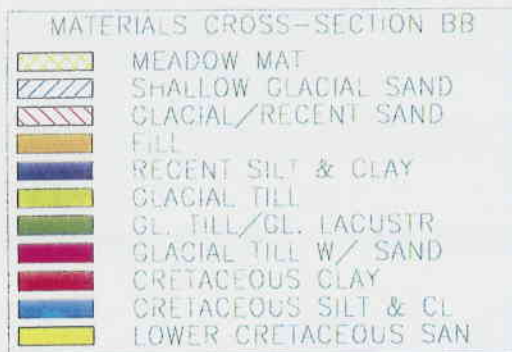 MATERIALS CROSS-SECTION BB
MEADOW MAT
SHALLOW GLACIAL SAND
GLACIAL/RECENT SAND
FILL
RECENT SILT & CLAY
GLACIAL TILL
GL. TILL/GL. LACUSTR
GLACIAL TILL W/ SAND
CRETACEOUS CLAY
CRETACEOUS SILT & CL
LOWER CRETACEOUS SAN